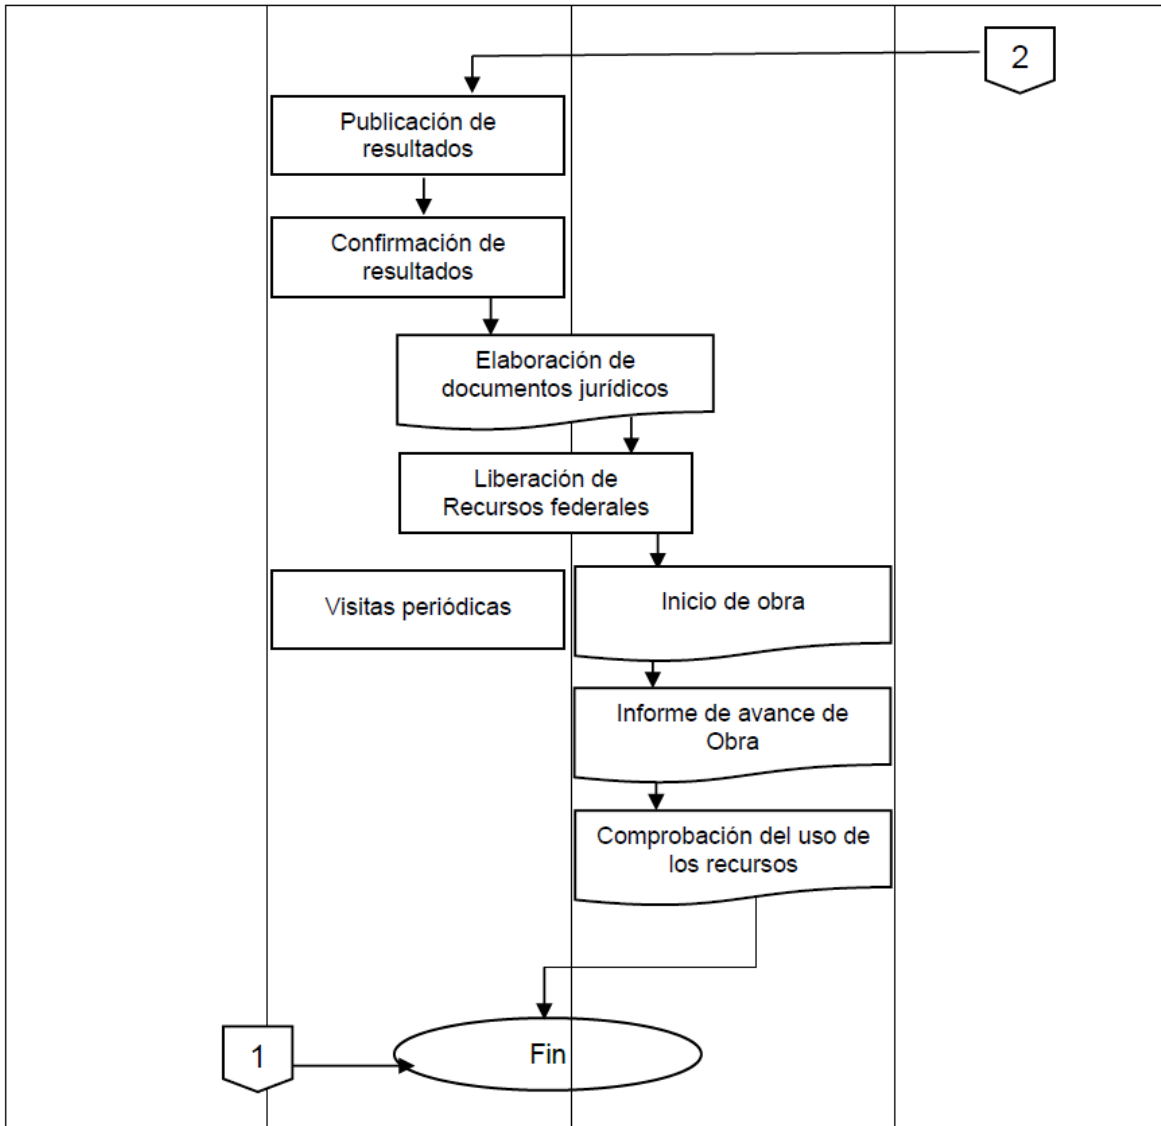 2
Publicación de
resultados
Confirmación de
resultados
Elaboración de
documentos jurídicos
Liberación de
Recursos federales
Visitas periódicas
Inicio de obra
Informe de avance de
Obra
Comprobación del uso de
los recursos
1
Fin